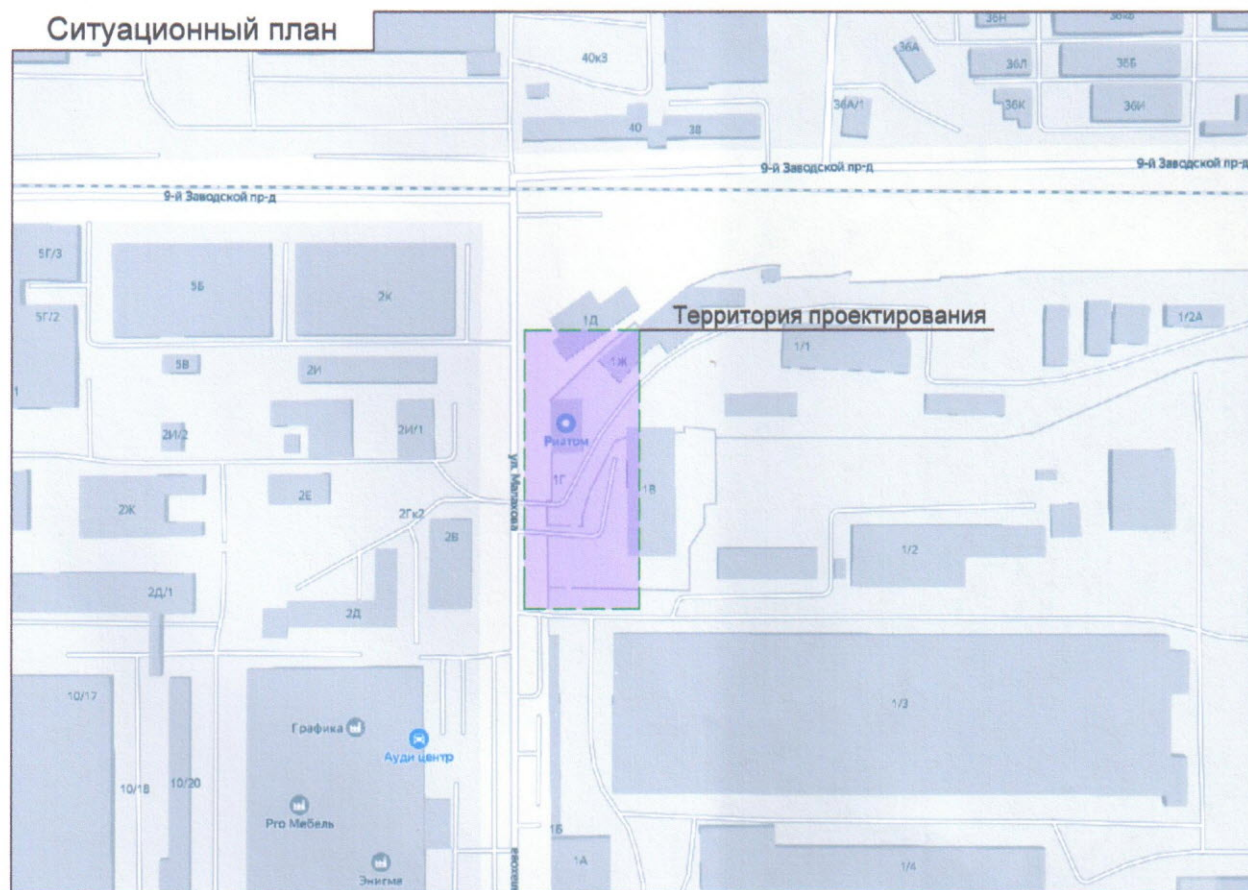 Ситуационный план
36Н
36к6
40к3
36А
36Л
36Б
36А/1
36К
36И
40
38
9-й Заводской пр-д
9-й Заводской пр-д
9-й Заводской пр-д
5Г/3
5Б
2К
5Г/2
1Д
Территория проектирования
1/2А
1/1
5В
2И
1Ж
1
Риатом
2И/2
2И/1
ул. Малахова
1Г
1В
2Е
2Ж
2Гк2
2В
1/2
2Д/1
2Д
10/17
1/3
Графика
Ауди центр
10/18
10/20
Pro Мебель
1Б
1А
1/4
Энигма